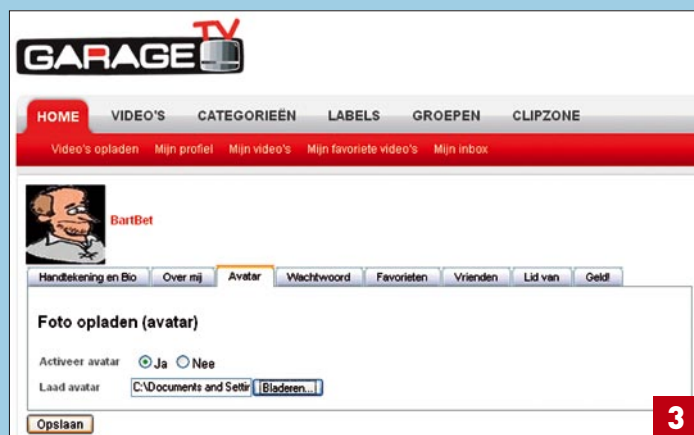 GARAGE TV
HOME VIDEO'S CATEGORIEËN LABELS GROEPEN CLIPZONE
Video's opladen Mijn profiel Mijn video's Mijn favoriete video's Mijn inbox
BartBet
Handtekening en Bio Over mij Avatar Wachtwoord Favorieten Vrienden Lid van Geld!
Foto opladen (avatar)
Activeer avatar Ja Nee
Laad avatar C:\Documents and Settin Bladeren...
Opslaan
3